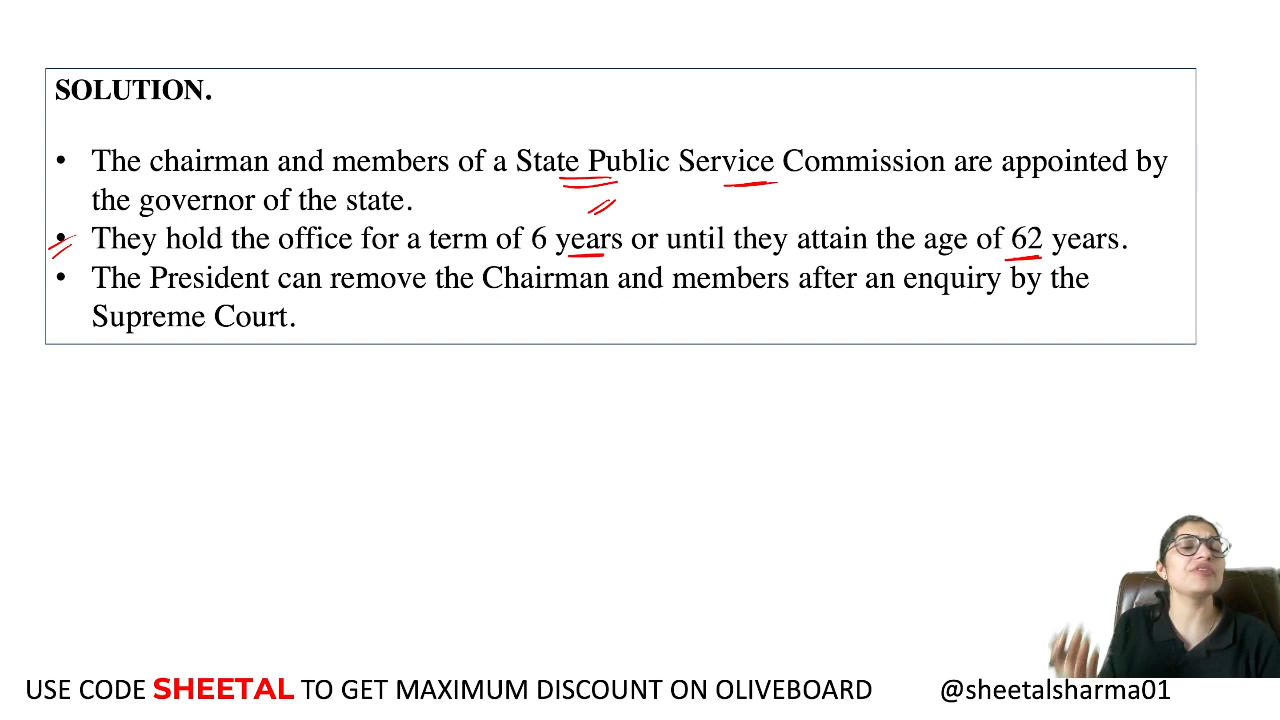 SOLUTION.
• The chairman and members of a State Public Service Commission are appointed by
the governor of the state.
• They hold the office for a term of 6 years or until they attain the age of 62 years.
• The President can remove the Chairman and members after an enquiry by the
Supreme Court.
USE CODE SHEETAL TO GET MAXIMUM DISCOUNT ON OLIVEBOARD @sheetalsharma01